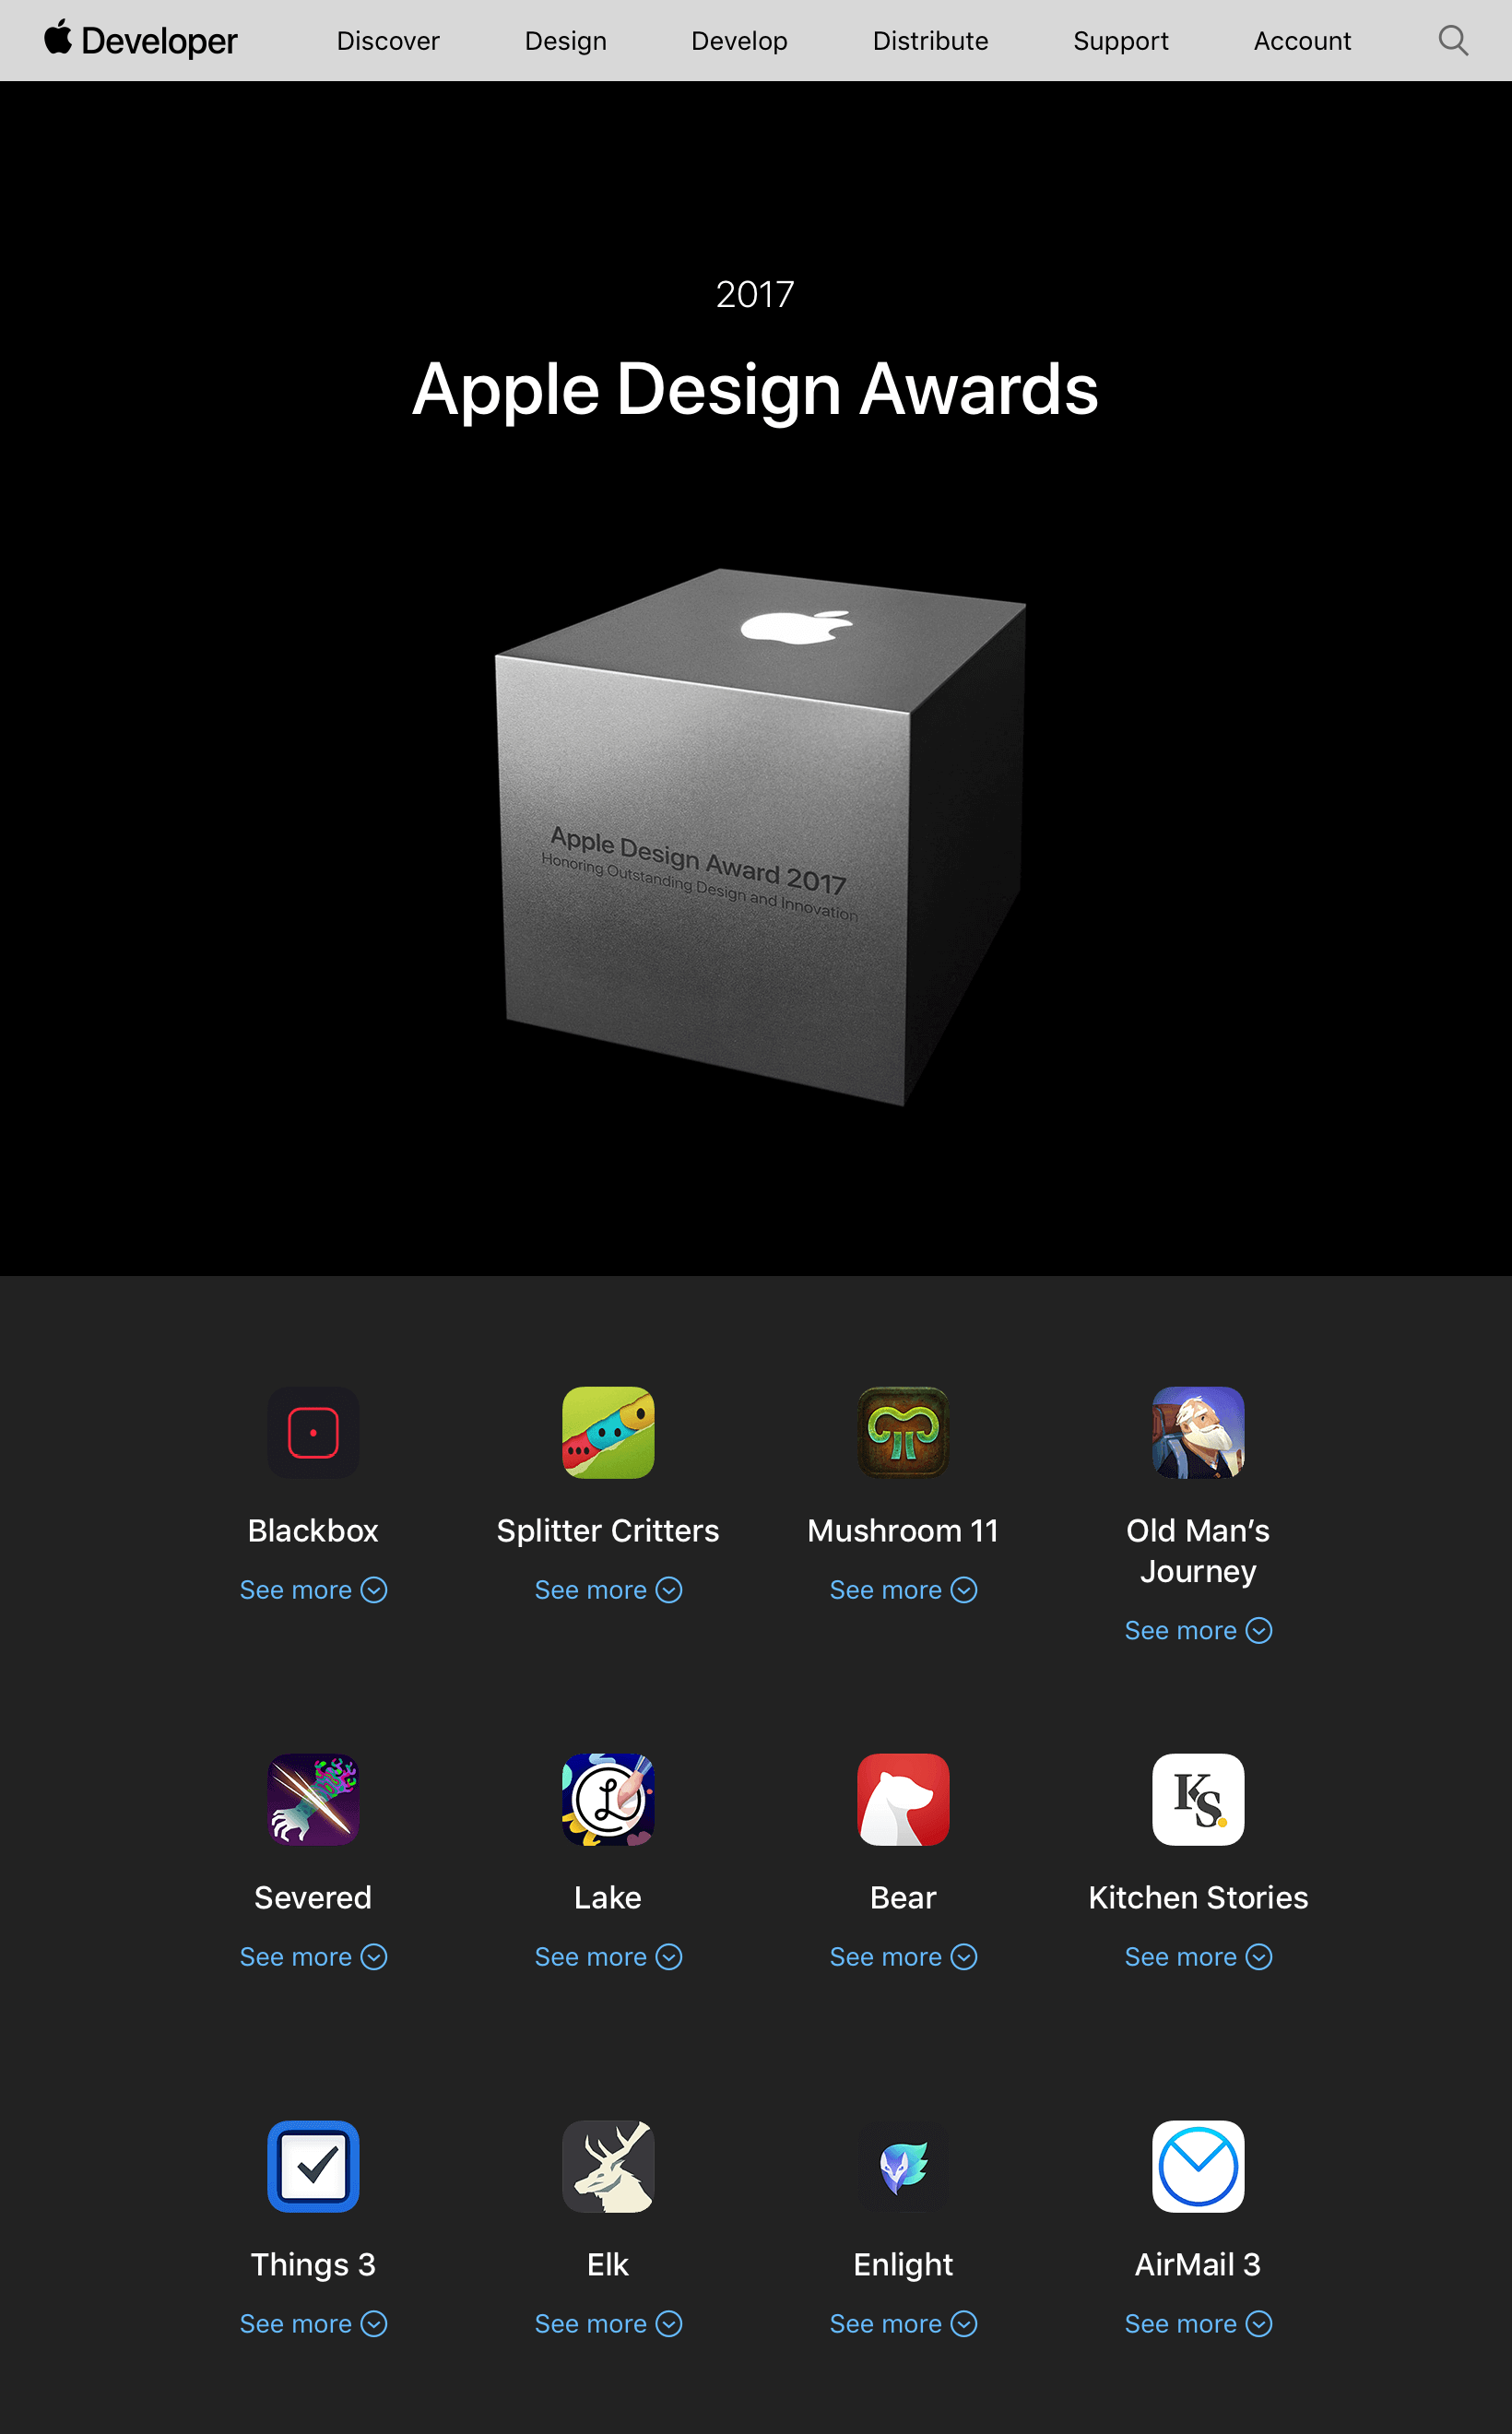 Developer Discover Design Develop Distribute Support Account
2017
Apple Design Awards
Apple Design Award 2017
Honoring Outstanding Design and Innovation
Blackbox
See more
Splitter Critters
See more
Mushroom 11
See more
Old Man’s
Journey
See more
Severed
See more
L
Lake
See more
Bear
See more
KS.
Kitchen Stories
See more
Things 3
See more
Elk
See more
Enlight
See more
AirMail 3
See more